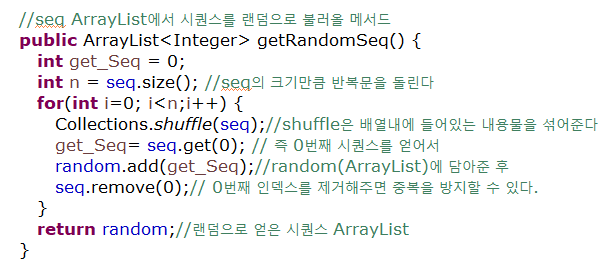 //seq ArrayList에서 시퀀스를 랜덤으로 불러올 메서드
public ArrayList<Integer> getRandomSeq() {
int get_Seq = 0;
int n = seq.size(); //seq의 크기만큼 반복문을 돌린다
for(int i=0; i<n;i++) {
Collections.shuffle(seq);//shuffle은 배열내에 들어있는 내용물을 섞어준다
get_Seq= seq.get(0); // 즉 0번째 시퀀스를 얻어서
random.add(get_Seq);//random(ArrayList)에 담아준 후
seq.remove(0);// 0번째 인덱스를 제거해주면 중복을 방지할 수 있다.
}
return random;//랜덤으로 얻은 시퀀스 ArrayList
}